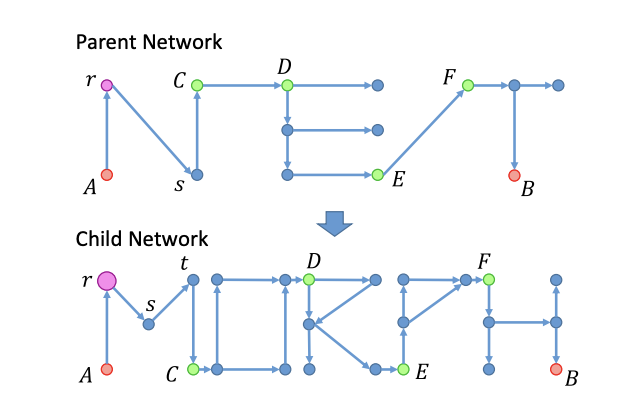 Parent Network
r C D F
A s E B
Child Network
r t D F
s
A C E B